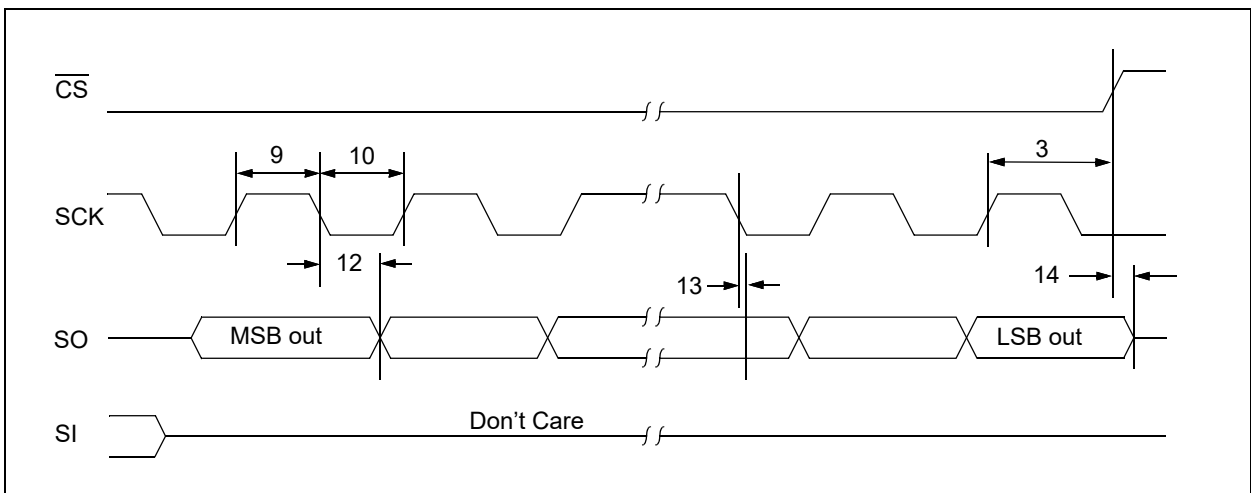 CS
3
9
10
SCK
12
13
14
SO
MSB out
LSB out
Don't Care
SI